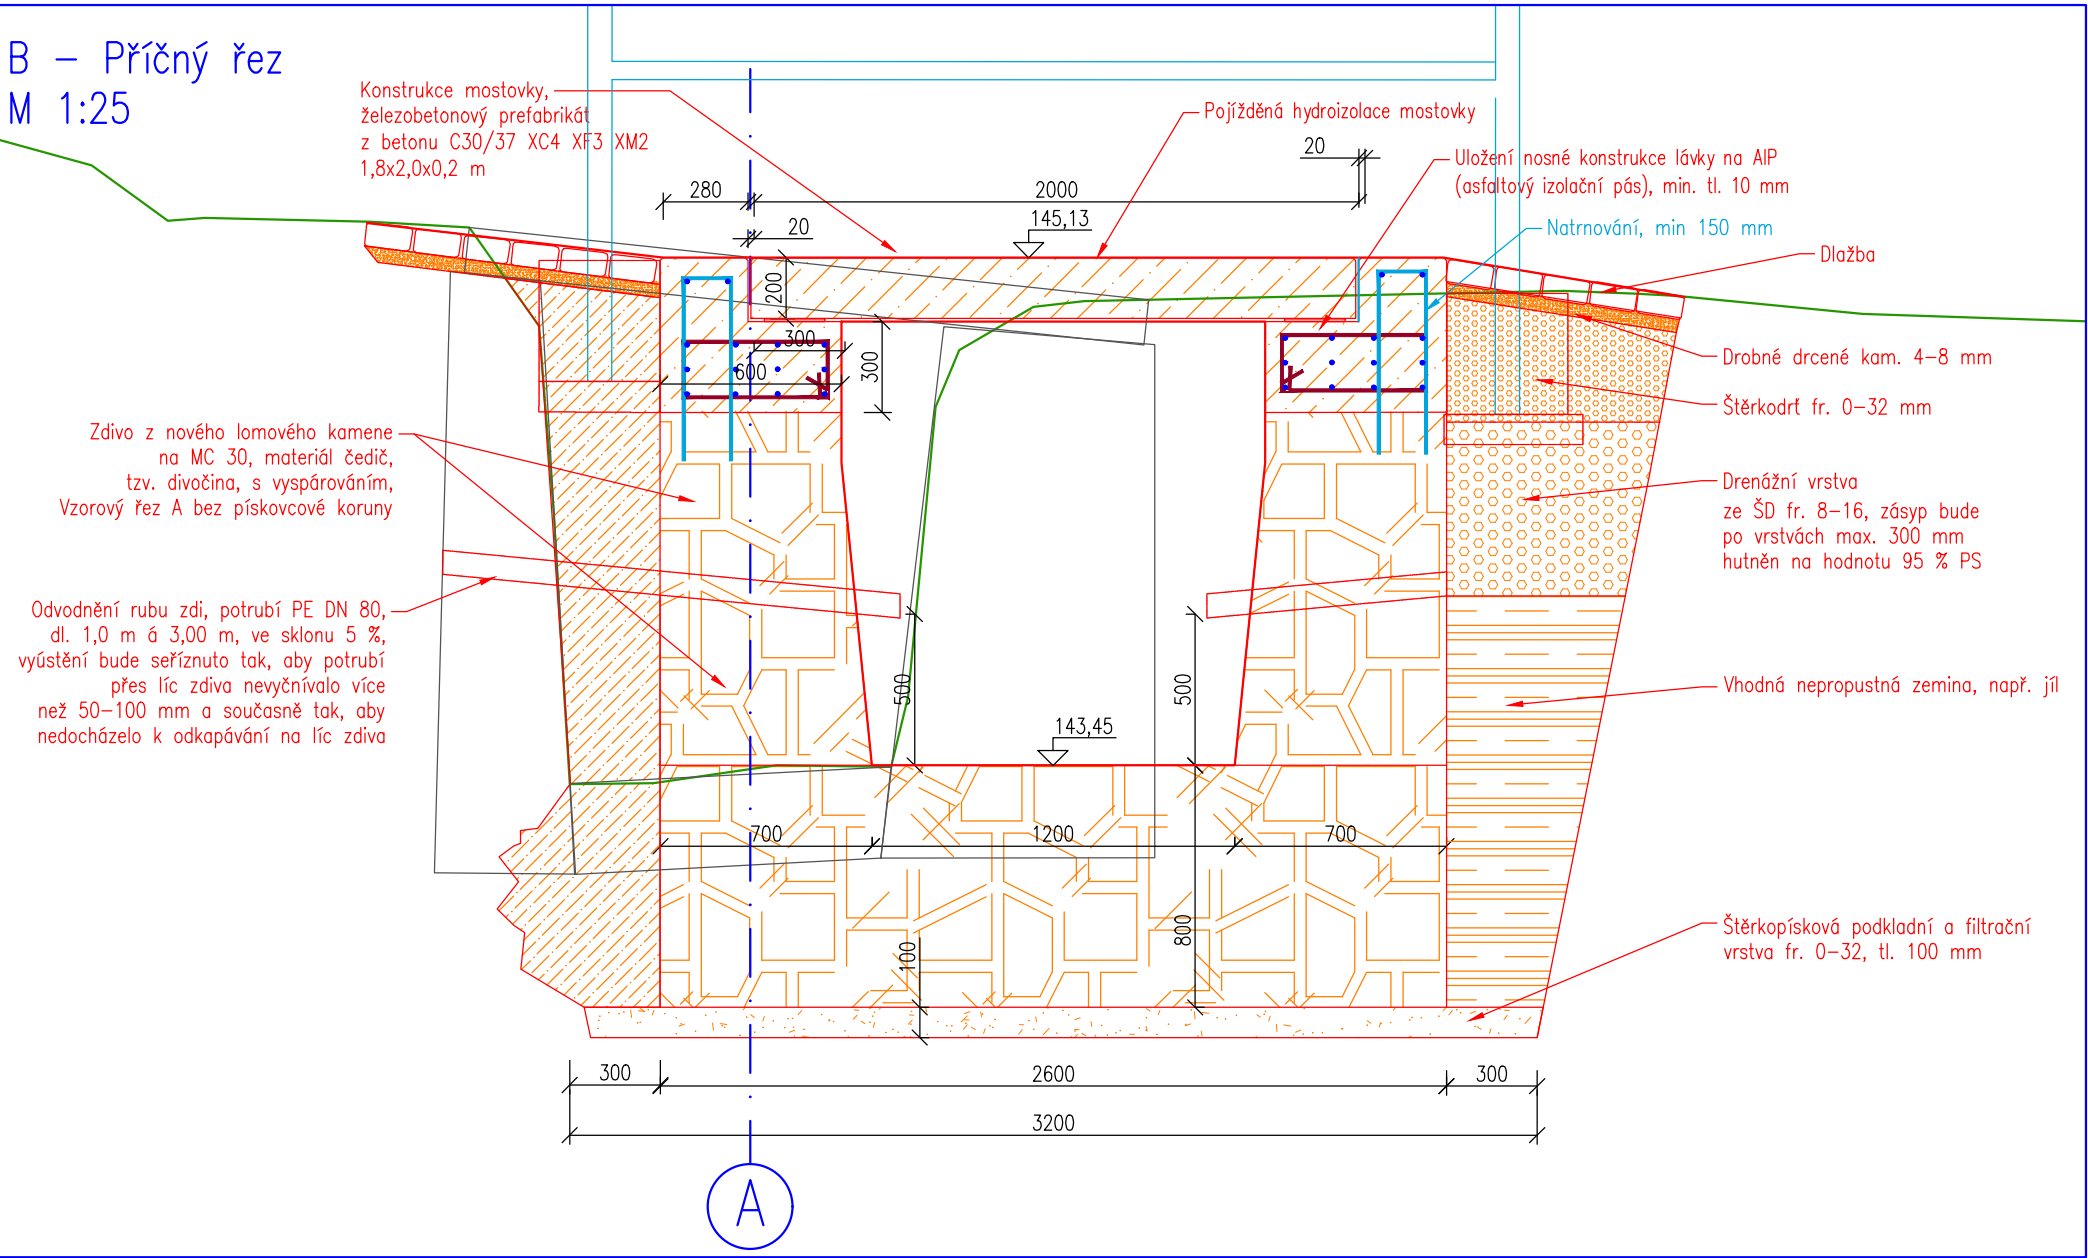 B – Příčný řez
M 1:25
Konstrukce mostovky,
železobetonový prefabrikát
z betonu C30/37 XC4 XF3 XM2
1,8x2,0x0,2 m
Pojížděná hydroizolace mostovky
20
Uložení nosné konstrukce lávky na AIP
(asfaltový izolační pás), min. tl. 10 mm
280
2000
145,13
20
Natrnování, min 150 mm
Dlažba
200
300
300
600
Drobné drcené kam. 4–8 mm
Štěrkodrť fr. 0–32 mm
Zdivo z nového lomového kamene
na MC 30, materiál čedič,
tzv. divočina, s vyspárováním,
Vzorový řez A bez pískovcové koruny
Drenážní vrstva
ze ŠD fr. 8–16, zásyp bude
po vrstvách max. 300 mm
hutněn na hodnotu 95 % PS
Odvodnění rubu zdi, potrubí PE DN 80,
dl. 1,0 m á 3,00 m, ve sklonu 5 %,
vyústění bude seříznuto tak, aby potrubí
přes líc zdiva nevyčnívalo více
než 50–100 mm a současně tak, aby
nedocházelo k odkapávání na líc zdiva
500
500
Vhodná nepropustná zemina, např. jíl
143,45
700
1200
700
800
100
Štěrkopísková podkladní a filtrační
vrstva fr. 0–32, tl. 100 mm
300
2600
300
3200
A